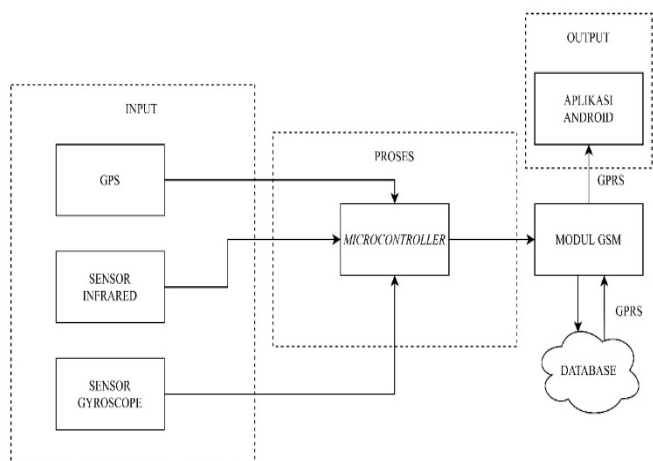 INPUT
GPS
SENSOR
INFRARED
SENSOR
GYROSCOPE
PROSES
MICROCONTROLLER
OUTPUT
APLIKASI
ANDROID
GPRS
MODUL GSM
GPRS
DATABASE